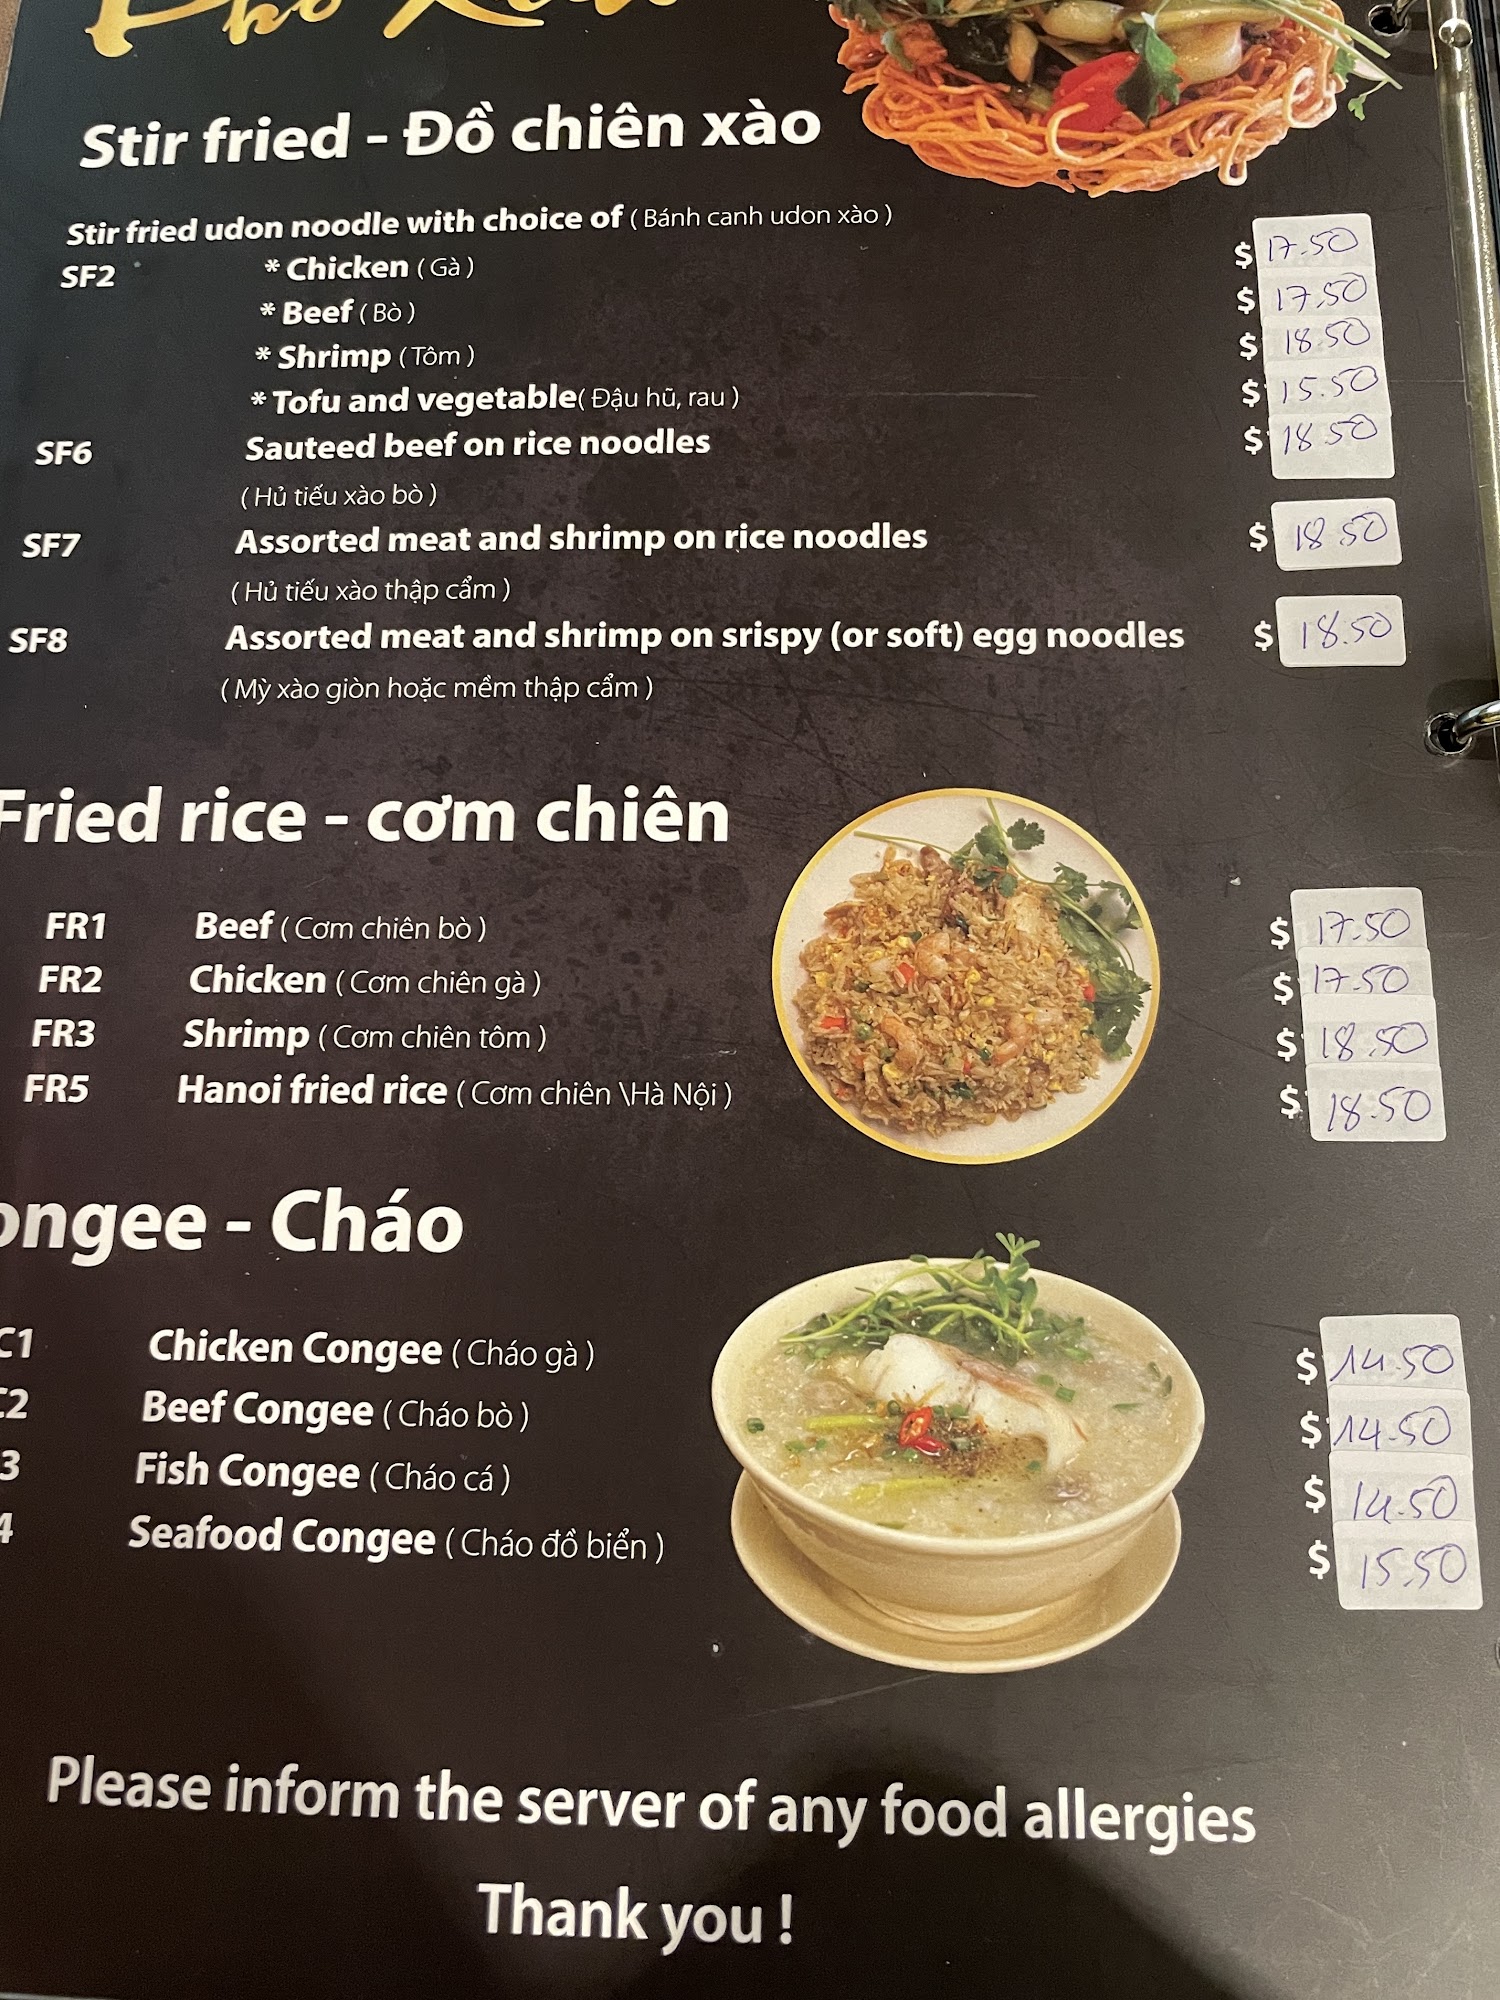 Stir fried - Đồ chiên xào
Stir fried udon noodle with choice of ( Bánh canh udon xào )
SF2 * Chicken ( Gà ) $ 17.50
* Beef ( Bò ) $ 17.50
* Shrimp ( Tôm ) $ 18.50
* Tofu and vegetable( Đậu hũ, rau ) $ 15.50
SF6 Sauteed beef on rice noodles $ 18.50
( Hủ tiếu xào bò )
SF7 Assorted meat and shrimp on rice noodles $ 18.50
( Hủ tiếu xào thập cẩm )
SF8 Assorted meat and shrimp on srispy (or soft) egg noodles $ 18.50
( Mỳ xào giòn hoặc mềm thập cẩm )
Fried rice - cơm chiên
FR1 Beef ( Cơm chiên bò ) $ 17.50
FR2 Chicken ( Cơm chiên gà ) $ 17.50
FR3 Shrimp ( Cơm chiên tôm ) $ 18.50
FR5 Hanoi fried rice ( Cơm chiên \Hà Nội ) $ 18.50
ongee - Cháo
C1 Chicken Congee ( Cháo gà ) $ 14.50
C2 Beef Congee ( Cháo bò ) $ 14.50
3 Fish Congee ( Cháo cá ) $ 14.50
4 Seafood Congee ( Cháo đồ biển ) $ 15.50
Please inform the server of any food allergies
Thank you !